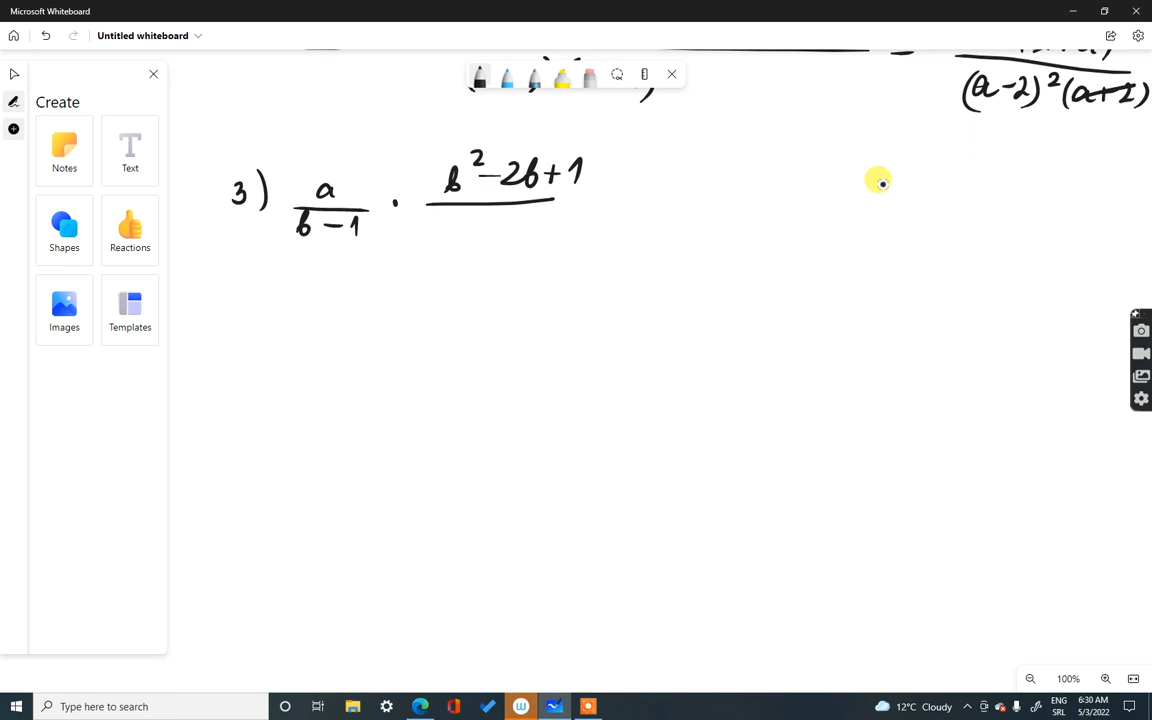 Microsoft Whiteboard
Untitled whiteboard
(a-2)²(a+2)
Create
Notes
Text
Shapes
Reactions
Images
Templates
3) a/(b-1) · b²-2b+1
100%
Type here to search
12°C Cloudy
ENG
SRL
6:30 AM
5/3/2022